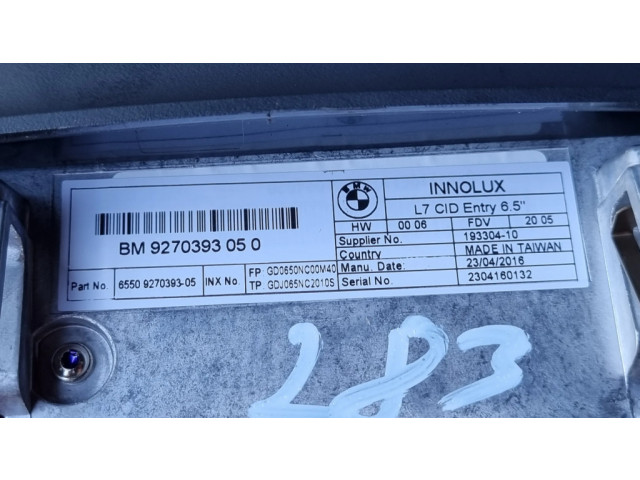 BM 9270393 05 0
Part No. 6550 9270393-05 INX No. FP GD0650NC00M40
TP GDJ065NC2010S
BMW
INNOLUX
L7 CID Entry 6.5"
HW 00 06 FDV 20 05
Supplier No. 193304-10
Country MADE IN TAIWAN
Manu. Date: 23/04/2016
Serial No. 2304160132
283